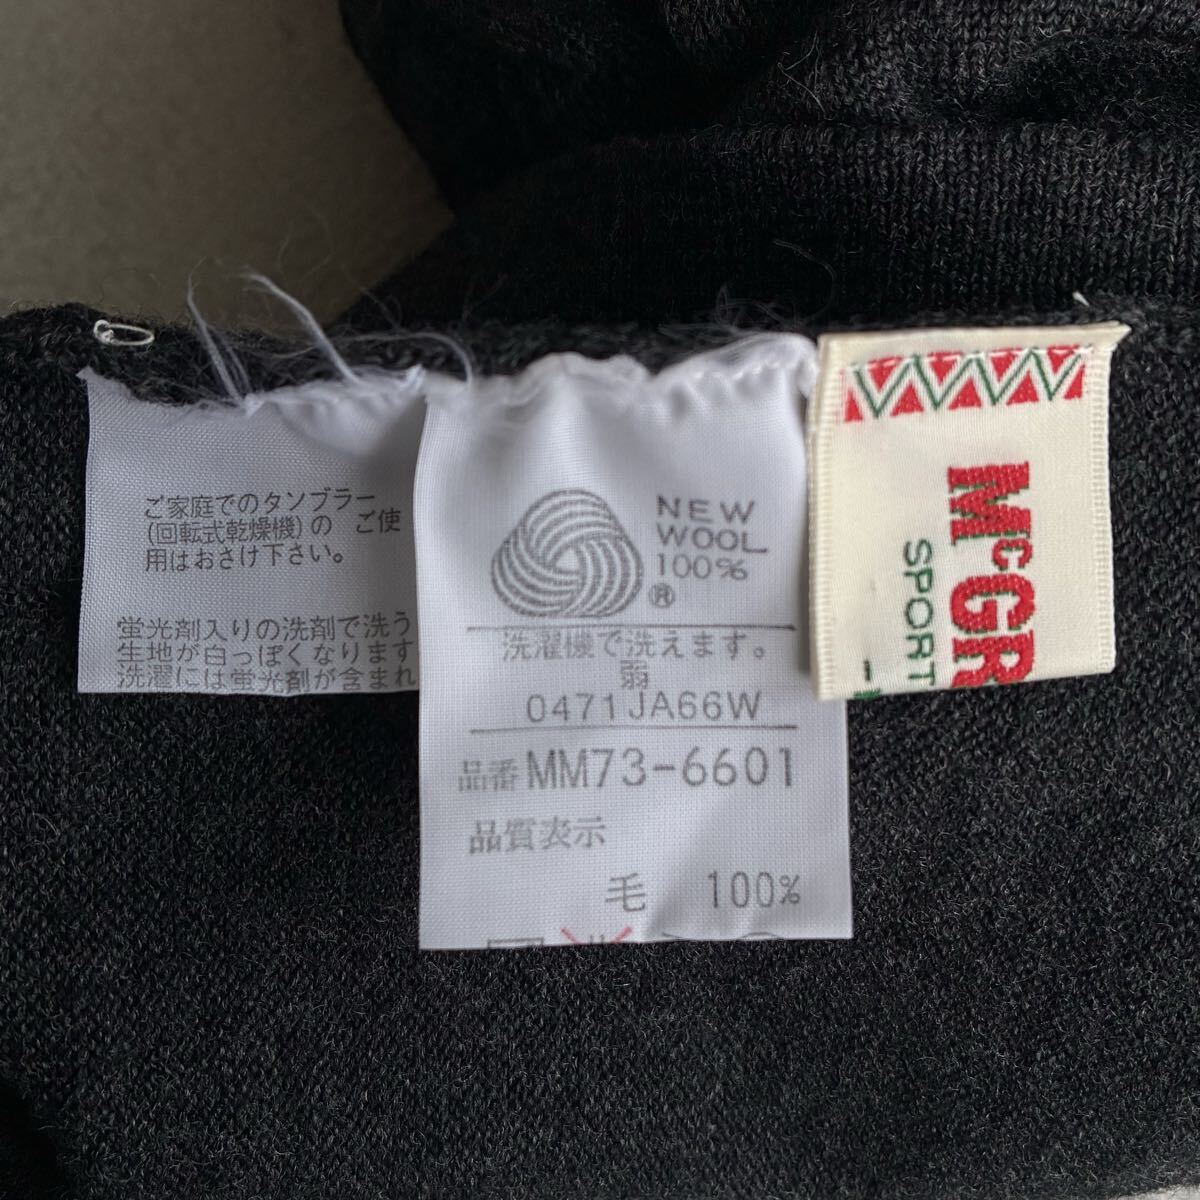 ご家庭でのタンブラー
(回転式乾燥機)の ご使
用はおさけ下さい。
蛍光剤入りの洗剤で洗う
生地が白っぽくなります
洗濯には蛍光剤が含まれ
NEW
WOOL
100%
®
洗濯機で洗えます。
弱
0471JA66W
品番 MM73-6601
品質表示
毛 100%
McGR
SPORT